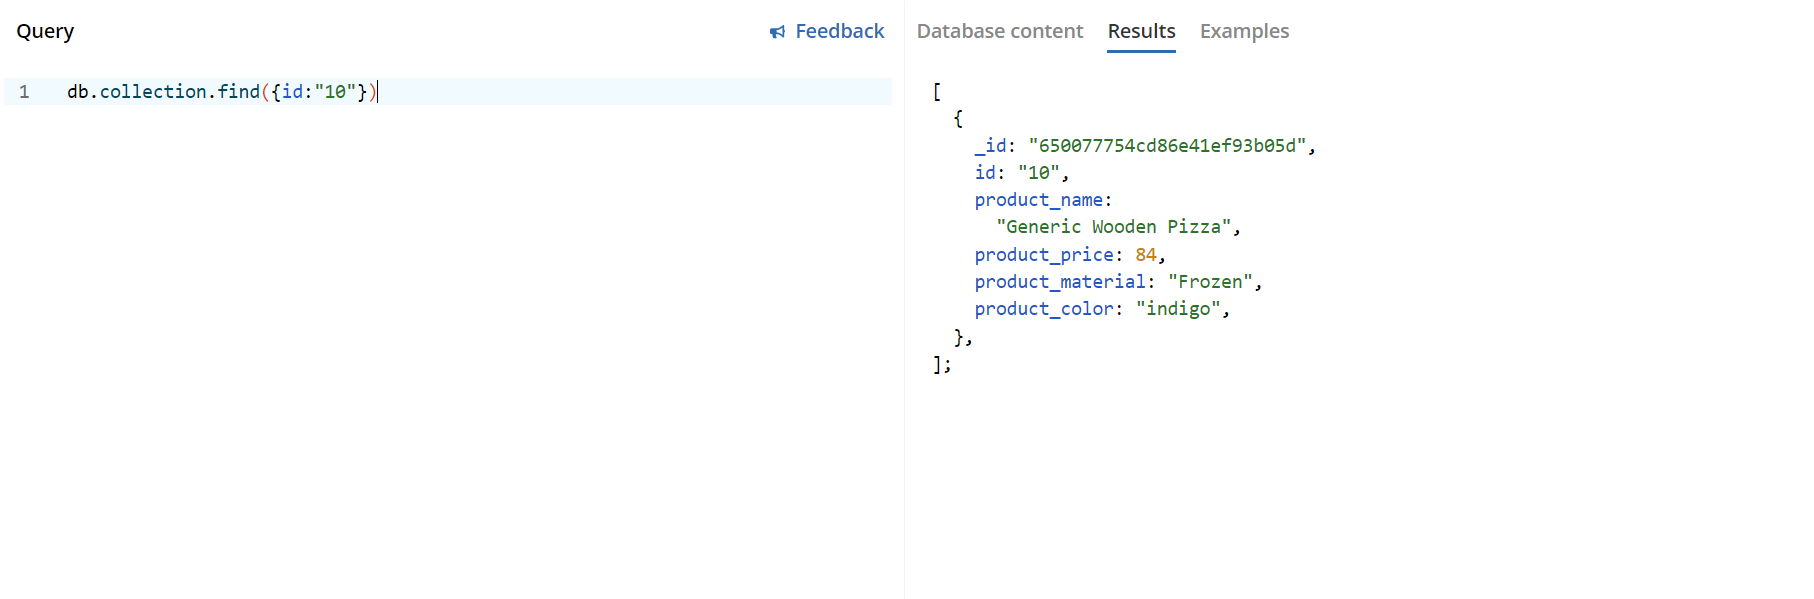 Query
Feedback
1 db.collection.find({id:"10"})
Database content Results Examples
[
{
_id: "650077754cd86e41ef93b05d",
id: "10",
product_name:
"Generic Wooden Pizza",
product_price: 84,
product_material: "Frozen",
product_color: "indigo",
},
];